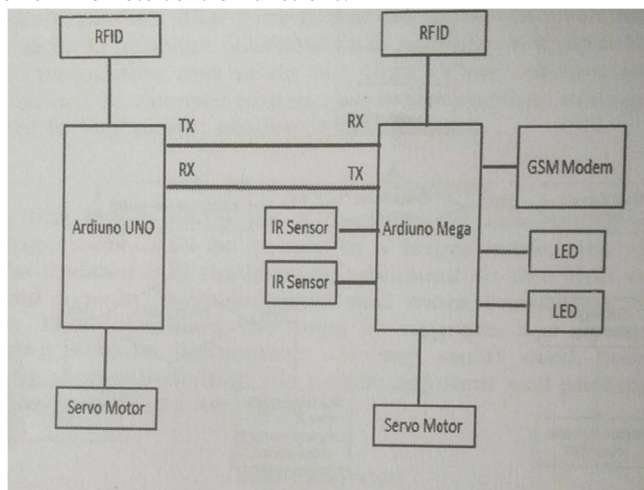 RFID
RFID
TX
RX
RX
TX
Ardiuno UNO
Ardiuno Mega
GSM Modem
IR Sensor
IR Sensor
LED
LED
Servo Motor
Servo Motor